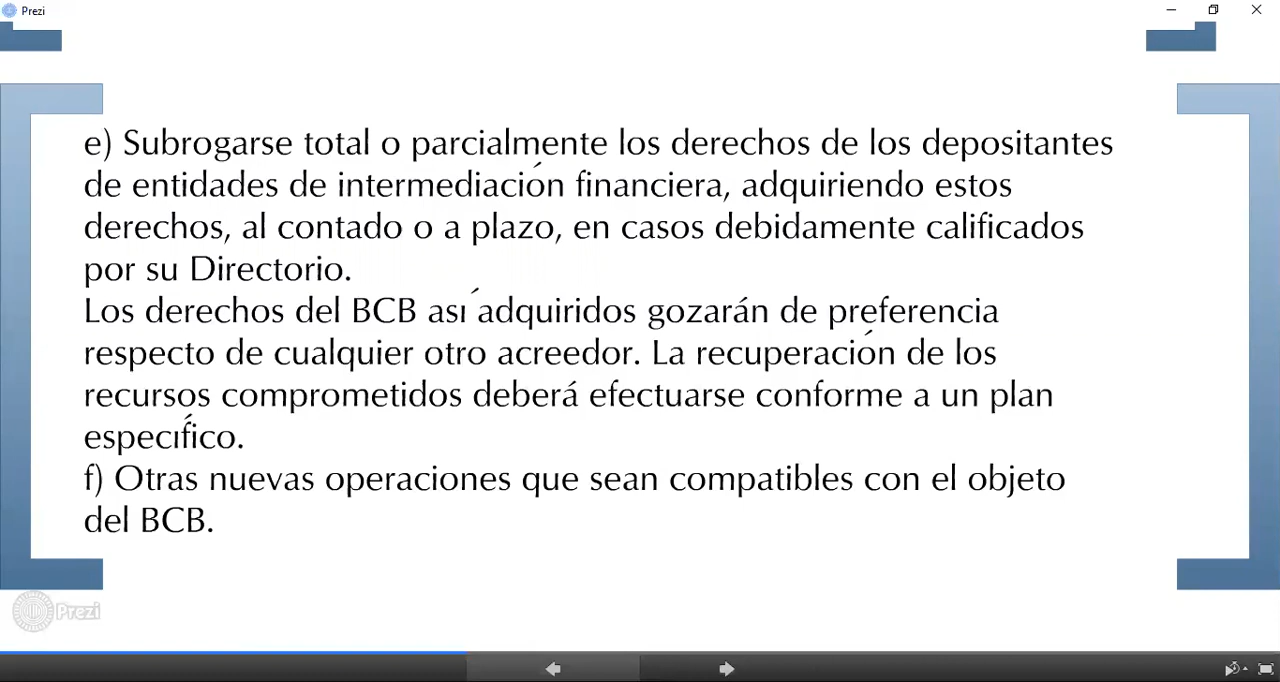 Prezi
e) Subrogarse total o parcialmente los derechos de los depositantes
de entidades de intermediación financiera, adquiriendo estos
derechos, al contado o a plazo, en casos debidamente calificados
por su Directorio.
Los derechos del BCB así adquiridos gozarán de preferencia
respecto de cualquier otro acreedor. La recuperación de los
recursos comprometidos deberá efectuarse conforme a un plan
específico.
f) Otras nuevas operaciones que sean compatibles con el objeto
del BCB.
Prezi